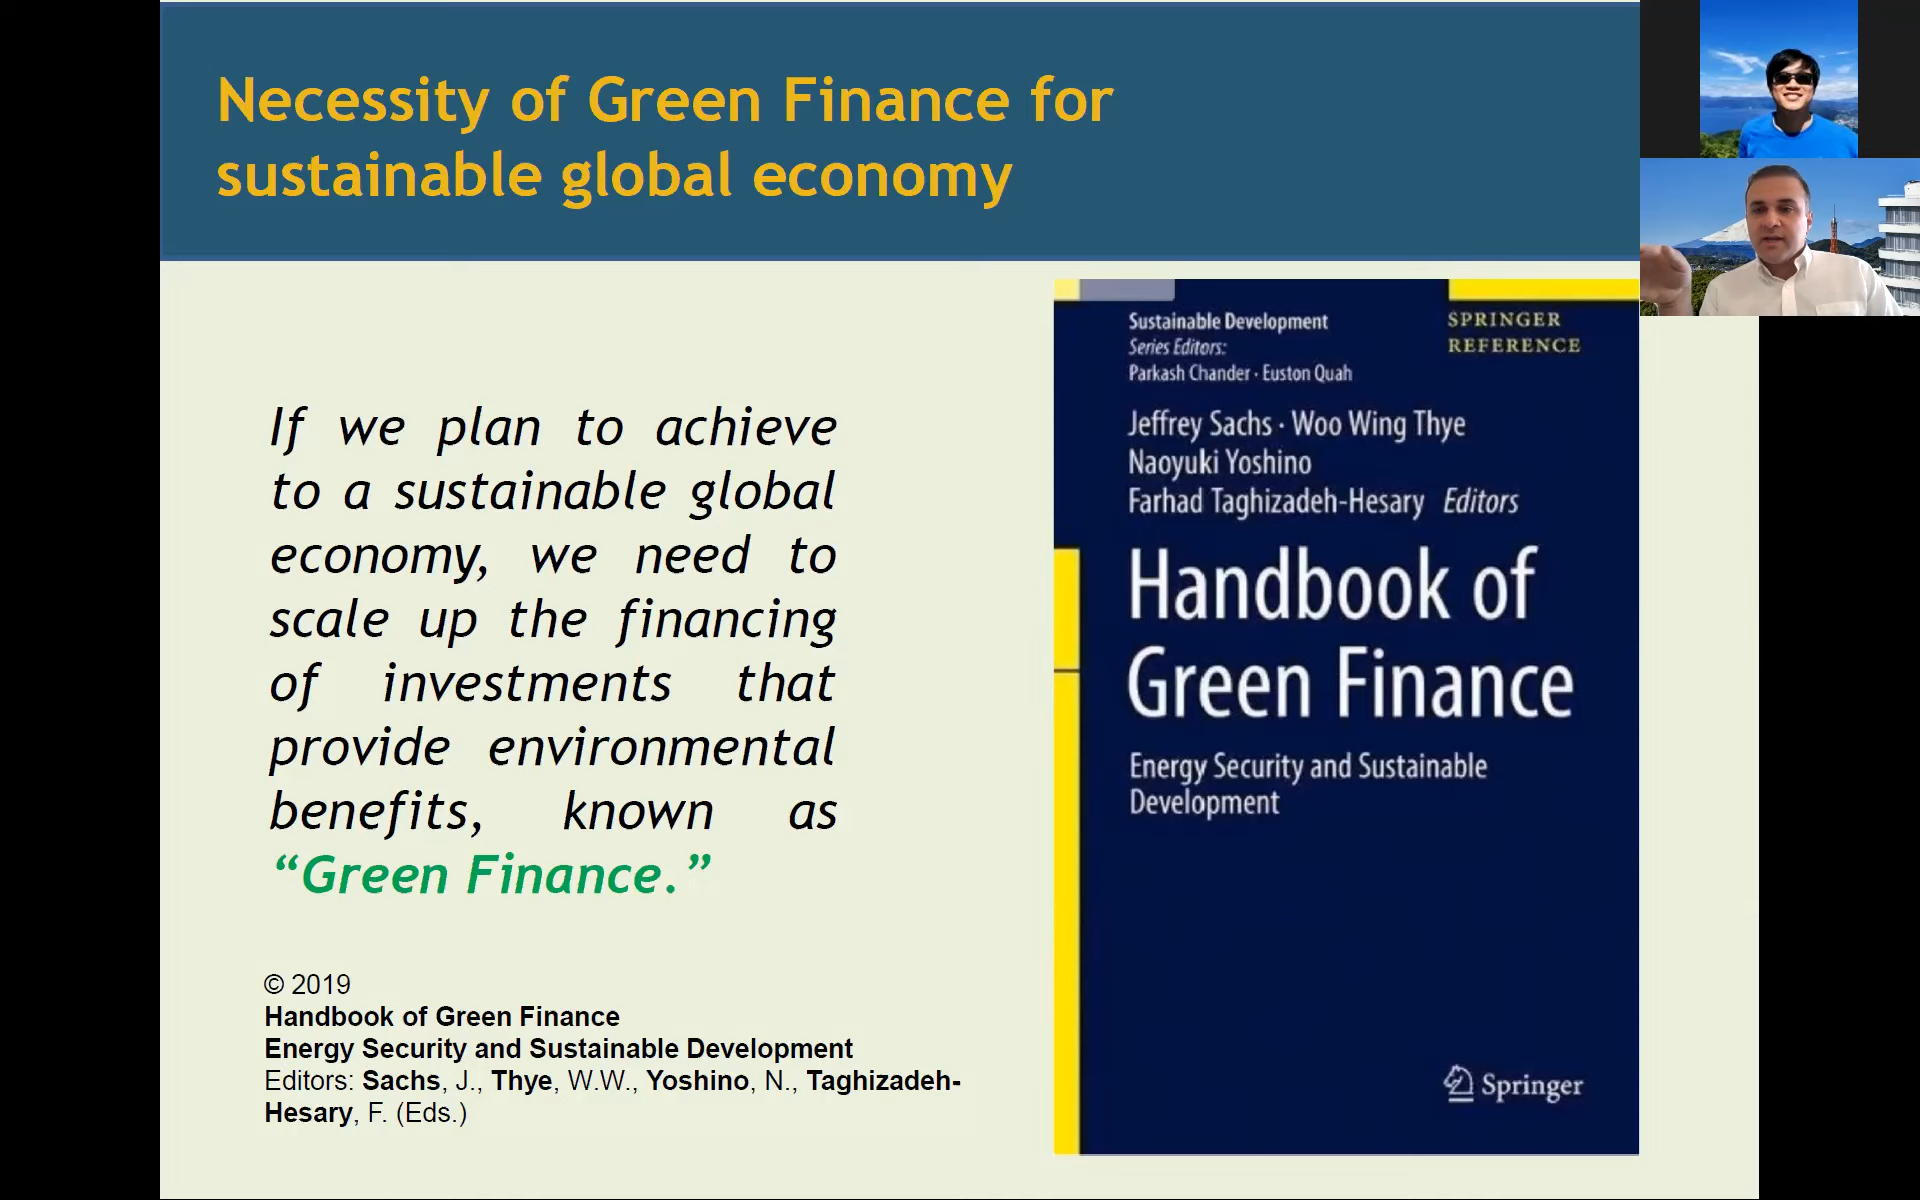 Necessity of Green Finance for
sustainable global economy
If we plan to achieve
to a sustainable global
economy, we need to
scale up the financing
of investments that
provide environmental
benefits, known as
“Green Finance.”
© 2019
Handbook of Green Finance
Energy Security and Sustainable Development
Editors: Sachs, J., Thye, W.W., Yoshino, N., Taghizadeh-
Hesary, F. (Eds.)
Sustainable Development
Series Editors:
Parkash Chander · Euston Quah
SPRINGER
REFERENCE
Jeffrey Sachs · Woo Wing Thye
Naoyuki Yoshino
Farhad Taghizadeh-Hesary Editors
Handbook of
Green Finance
Energy Security and Sustainable
Development
Springer